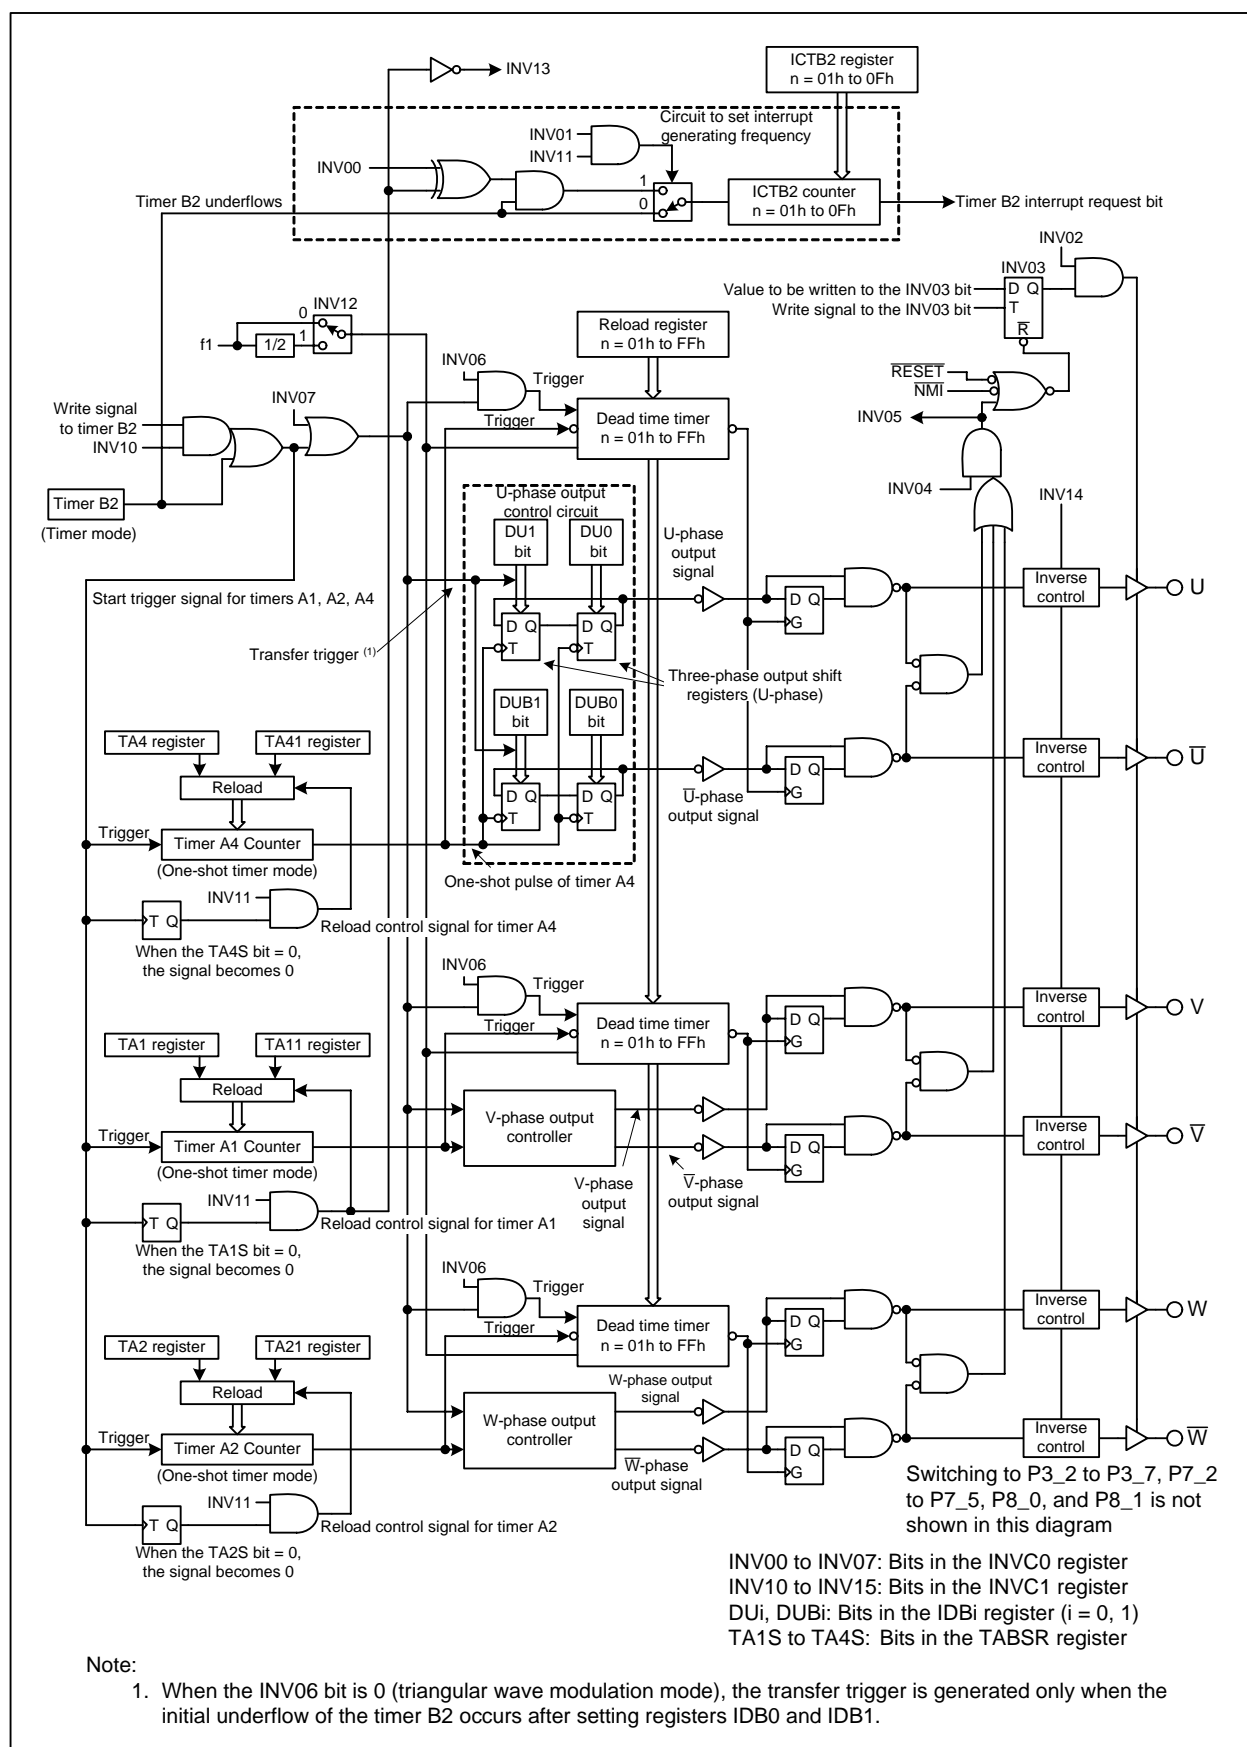 INV13
ICTB2 register
n = 01h to 0Fh
Circuit to set interrupt
generating frequency
INV01
INV11
INV00
1
0
ICTB2 counter
n = 01h to 0Fh
Timer B2 underflows
Timer B2 interrupt request bit
INV02
INV03
Value to be written to the INV03 bit
D Q
Write signal to the INV03 bit
T
R̅
INV12
0
f1
1/2
1
Reload register
n = 01h to FFh
INV06
Trigger
R̅E̅S̅E̅T̅
N̅M̅I̅
INV07
Write signal
to timer B2
INV10
Trigger
Dead time timer
n = 01h to FFh
INV05
INV04
INV14
Timer B2
(Timer mode)
U-phase output
control circuit
DU1
bit
DU0
bit
U-phase
output
signal
Start trigger signal for timers A1, A2, A4
D Q
T
D Q
T
D Q
G
Inverse
control
U
Transfer trigger (1)
Three-phase output shift
registers (U-phase)
DUB1
bit
DUB0
bit
TA4 register
TA41 register
Reload
D Q
T
D Q
T
U̅-phase
output signal
D Q
G
Inverse
control
U̅
Trigger
Timer A4 Counter
(One-shot timer mode)
One-shot pulse of timer A4
INV11
T Q
Reload control signal for timer A4
When the TA4S bit = 0,
the signal becomes 0
INV06
Trigger
Trigger
Dead time timer
n = 01h to FFh
D Q
G
Inverse
control
V
TA1 register
TA11 register
Reload
V-phase output
controller
Trigger
Timer A1 Counter
(One-shot timer mode)
D Q
G
Inverse
control
V̅
V-phase
output
signal
V̅-phase
output signal
INV11
T Q
Reload control signal for timer A1
When the TA1S bit = 0,
the signal becomes 0
INV06
Trigger
Trigger
Dead time timer
n = 01h to FFh
D Q
G
Inverse
control
W
TA2 register
TA21 register
Reload
W-phase output
signal
W-phase output
controller
Trigger
Timer A2 Counter
(One-shot timer mode)
W̅-phase
output signal
D Q
G
Inverse
control
W̅
INV11
T Q
Reload control signal for timer A2
When the TA2S bit = 0,
the signal becomes 0
Switching to P3_2 to P3_7, P7_2
to P7_5, P8_0, and P8_1 is not
shown in this diagram
INV00 to INV07: Bits in the INVC0 register
INV10 to INV15: Bits in the INVC1 register
DUi, DUBi: Bits in the IDBi register (i = 0, 1)
TA1S to TA4S: Bits in the TABSR register
Note:
1. When the INV06 bit is 0 (triangular wave modulation mode), the transfer trigger is generated only when the
initial underflow of the timer B2 occurs after setting registers IDB0 and IDB1.